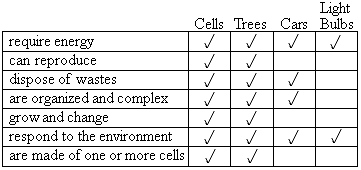 Light
Cells Trees Cars Bulbs
require energy ✓ ✓ ✓ ✓
can reproduce ✓ ✓
dispose of wastes ✓ ✓ ✓
are organized and complex ✓ ✓ ✓
grow and change ✓ ✓
respond to the environment ✓ ✓ ✓ ✓
are made of one or more cells ✓ ✓